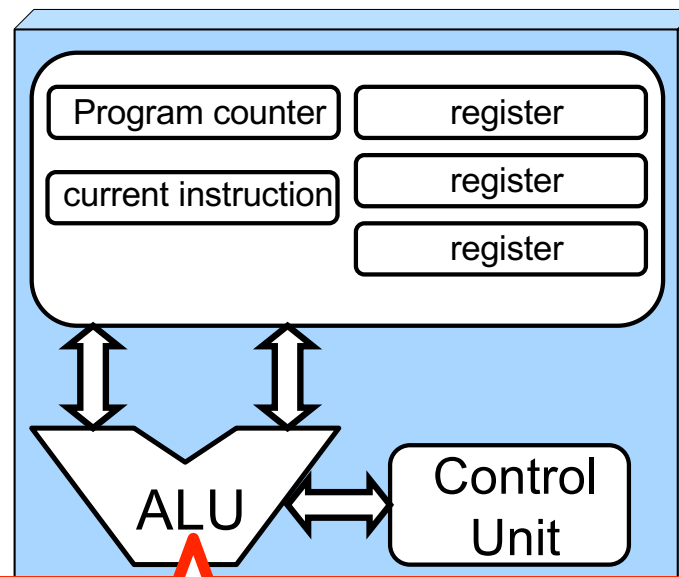 Program counter
register
current instruction
register
register
ALU
Control
Unit